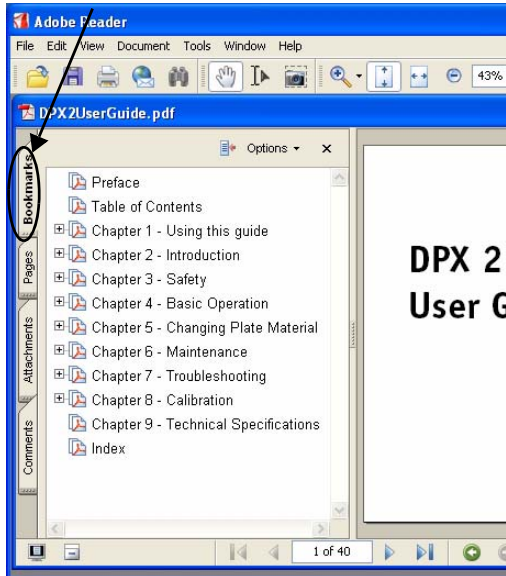 Adobe Reader
File Edit View Document Tools Window Help
43%
DPX2UserGuide.pdf
Options
Bookmarks
Pages
Attachments
Comments
Preface
Table of Contents
Chapter 1 - Using this guide
Chapter 2 - Introduction
Chapter 3 - Safety
Chapter 4 - Basic Operation
Chapter 5 - Changing Plate Material
Chapter 6 - Maintenance
Chapter 7 - Troubleshooting
Chapter 8 - Calibration
Chapter 9 - Technical Specifications
Index
DPX 2
User G
1 of 40